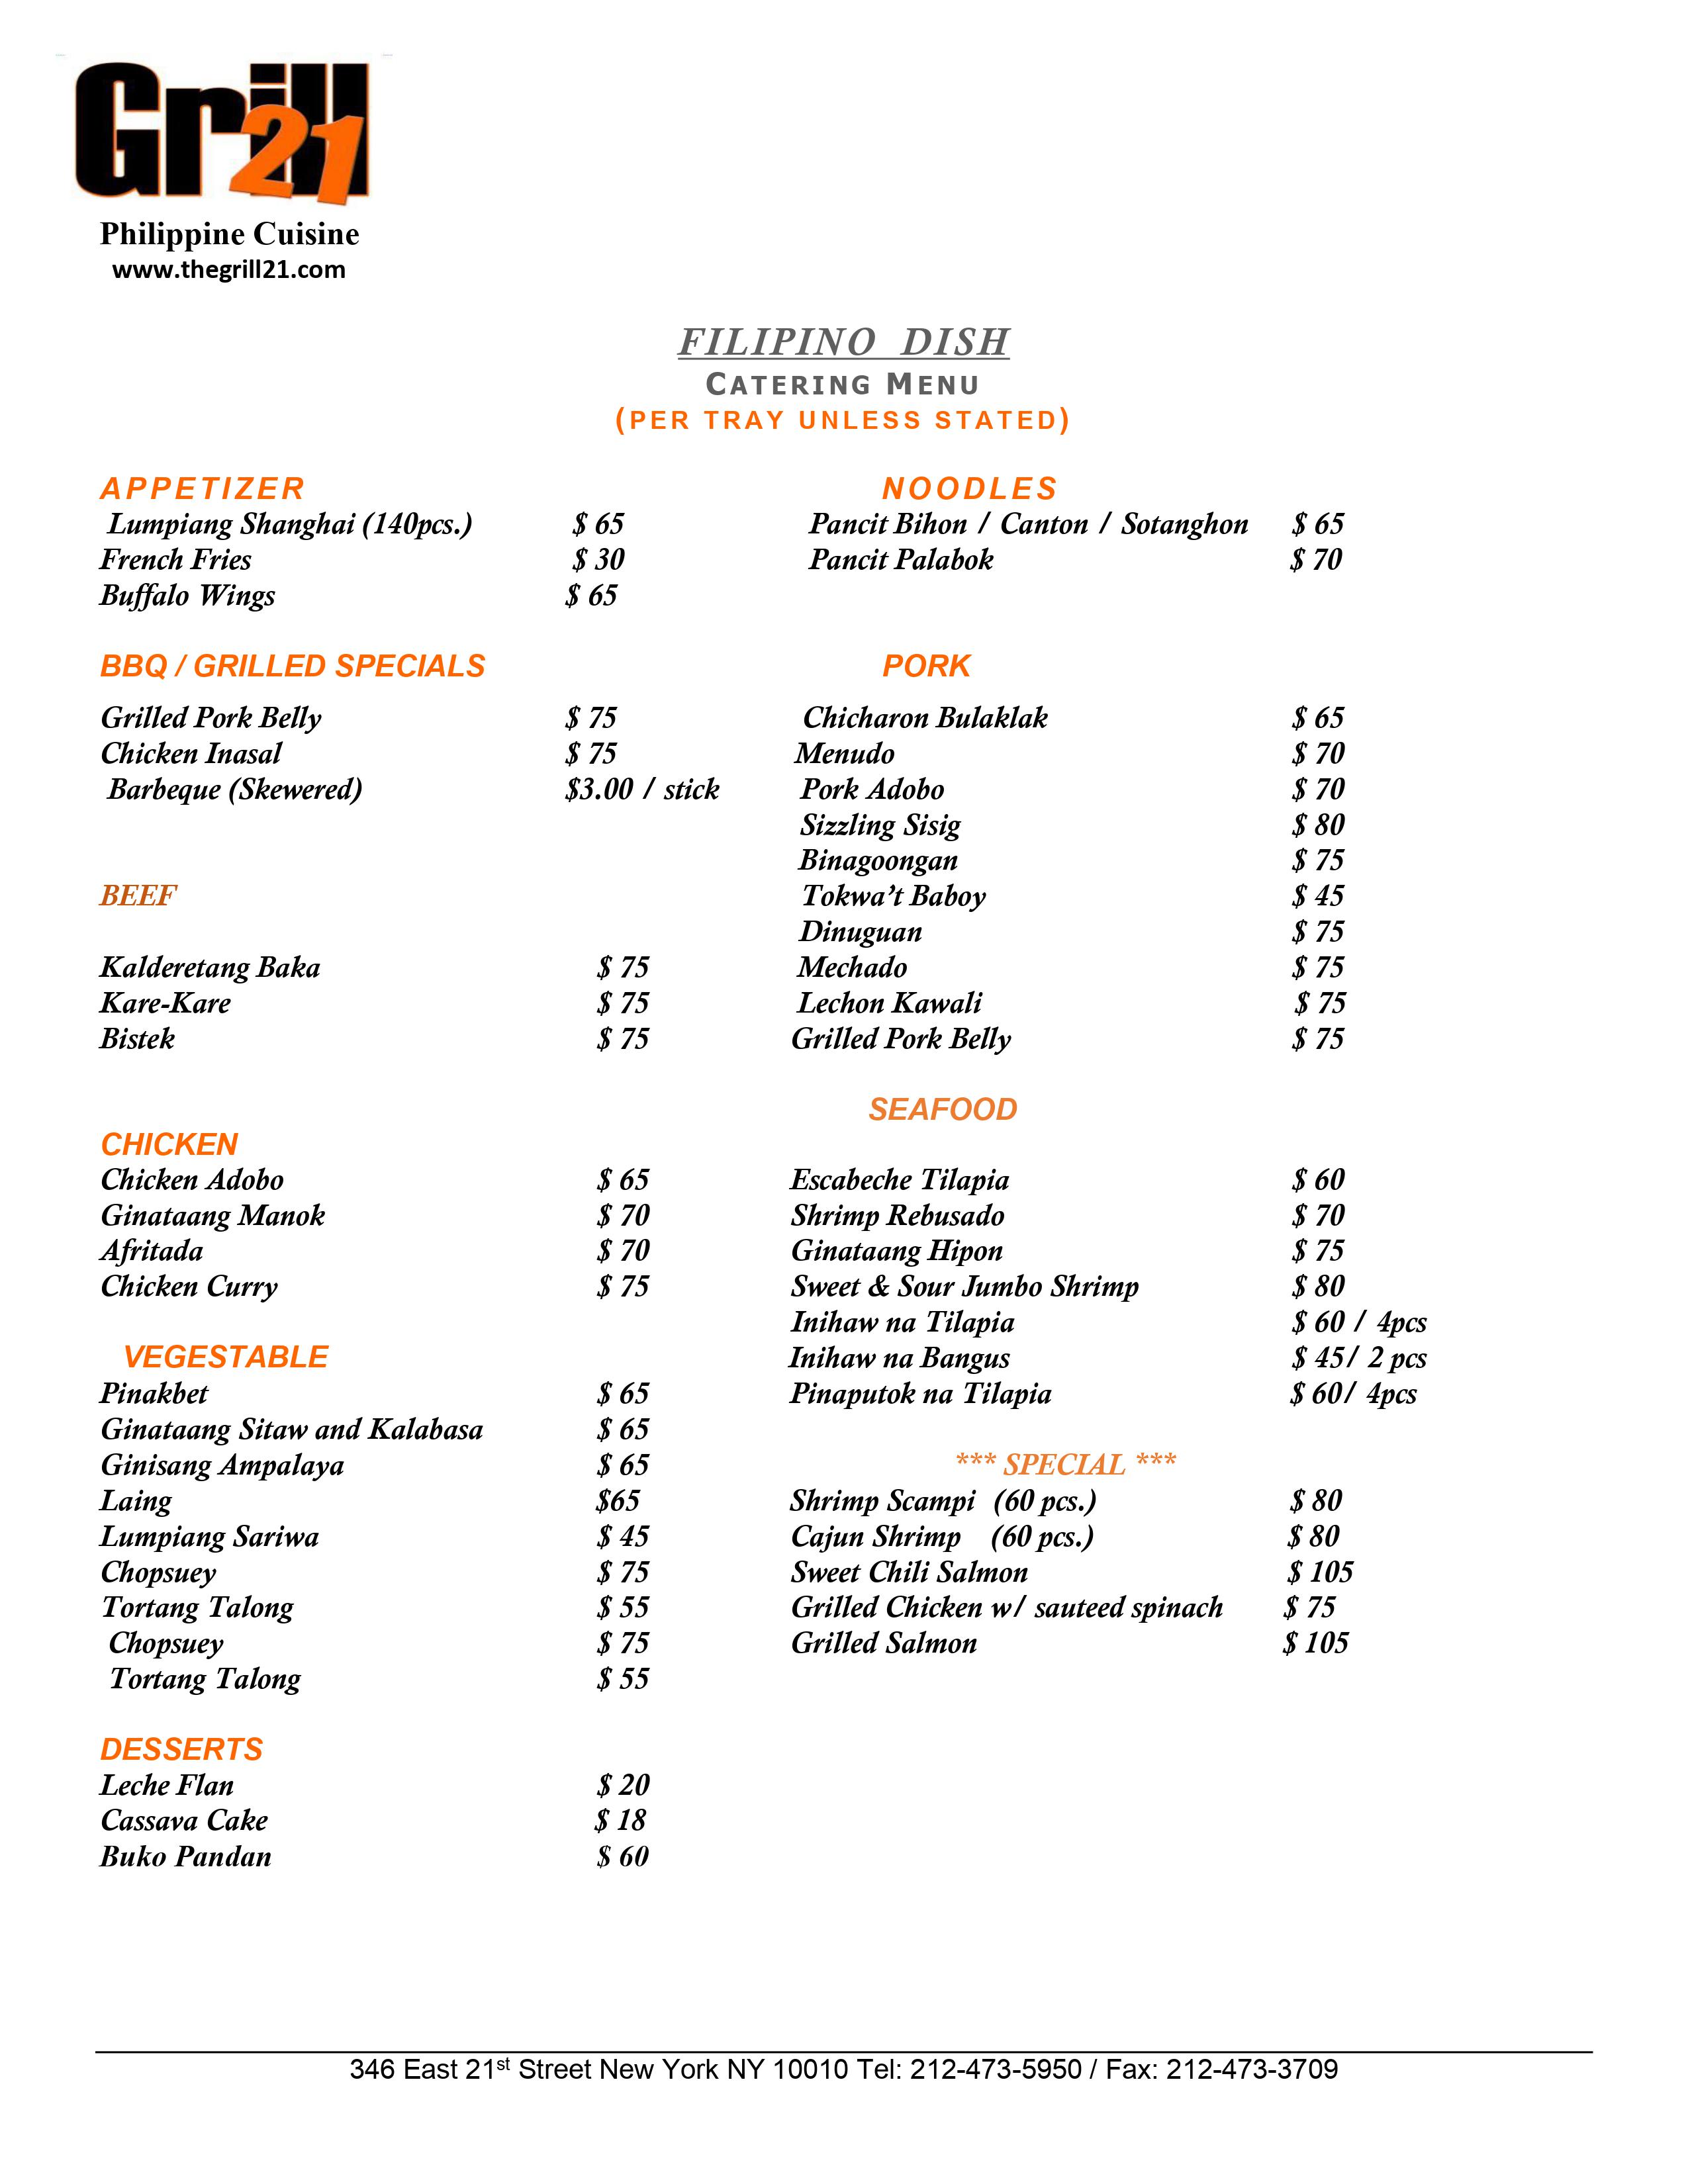 Grill 21
Philippine Cuisine
www.thegrill21.com
FILIPINO DISH
CATERING MENU
(PER TRAY UNLESS STATED)
APPETIZER
Lumpiang Shanghai (140pcs.) $ 65
French Fries $ 30
Buffalo Wings $ 65
NOODLES
Pancit Bihon / Canton / Sotanghon $ 65
Pancit Palabok $ 70
BBQ / GRILLED SPECIALS
Grilled Pork Belly $ 75
Chicken Inasal $ 75
Barbeque (Skewered) $3.00 / stick
PORK
Chicharon Bulaklak $ 65
Menudo $ 70
Pork Adobo $ 70
Sizzling Sisig $ 80
Binagoongan $ 75
Tokwa’t Baboy $ 45
Dinuguan $ 75
Mechado $ 75
Lechon Kawali $ 75
Grilled Pork Belly $ 75
BEEF
Kalderetang Baka $ 75
Kare-Kare $ 75
Bistek $ 75
SEAFOOD
Escabeche Tilapia $ 60
Shrimp Rebusado $ 70
Ginataang Hipon $ 75
Sweet & Sour Jumbo Shrimp $ 80
Inihaw na Tilapia $ 60 / 4pcs
Inihaw na Bangus $ 45/ 2 pcs
Pinaputok na Tilapia $ 60/ 4pcs
CHICKEN
Chicken Adobo $ 65
Ginataang Manok $ 70
Afritada $ 70
Chicken Curry $ 75
VEGESTABLE
Pinakbet $ 65
Ginataang Sitaw and Kalabasa $ 65
Ginisang Ampalaya $ 65
Laing $65
Lumpiang Sariwa $ 45
Chopsuey $ 75
Tortang Talong $ 55
Chopsuey $ 75
Tortang Talong $ 55
*** SPECIAL ***
Shrimp Scampi (60 pcs.) $ 80
Cajun Shrimp (60 pcs.) $ 80
Sweet Chili Salmon $ 105
Grilled Chicken w/ sauteed spinach $ 75
Grilled Salmon $ 105
DESSERTS
Leche Flan $ 20
Cassava Cake $ 18
Buko Pandan $ 60
346 East 21st Street New York NY 10010 Tel: 212-473-5950 / Fax: 212-473-3709